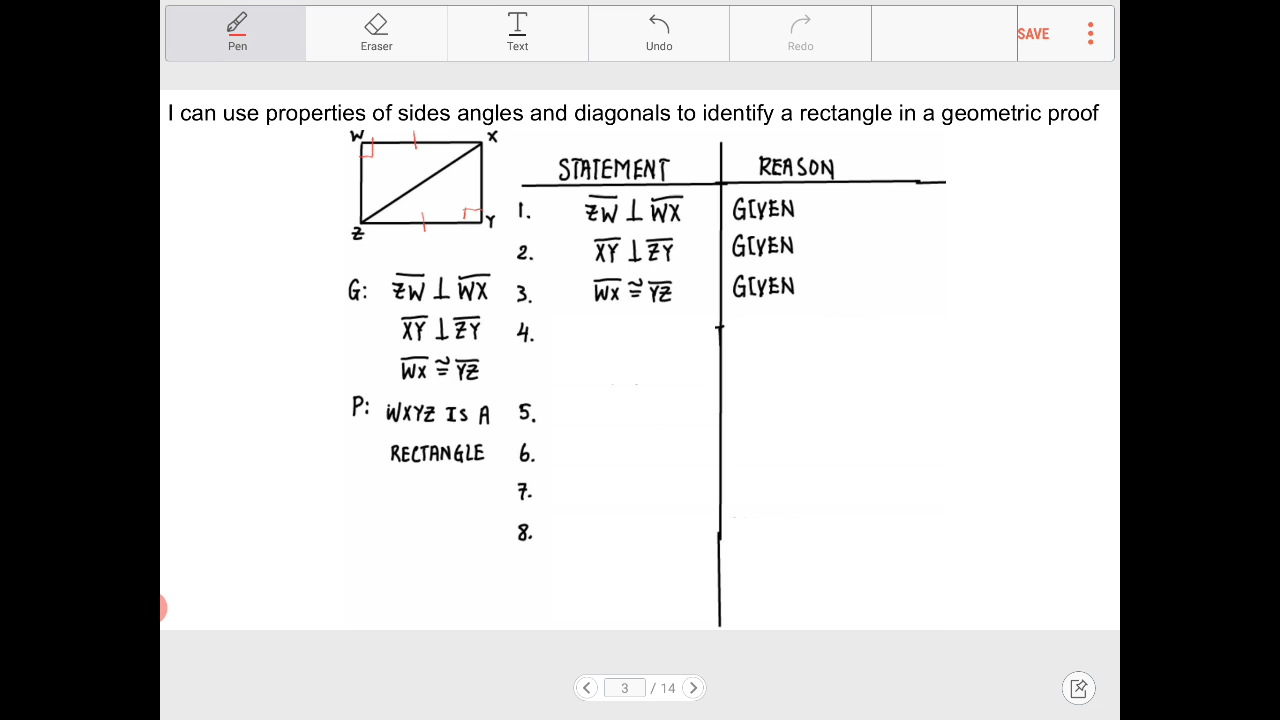 Pen Eraser Text Undo Redo SAVE
I can use properties of sides angles and diagonals to identify a rectangle in a geometric proof
W X
Z Y
STATEMENT REASON
1. ZW ⊥ WX GIVEN
2. XY ⊥ ZY GIVEN
G: ZW ⊥ WX 3. WX ≅ YZ GIVEN
XY ⊥ ZY 4.
WX ≅ YZ
P: WXYZ IS A 5.
RECTANGLE 6.
7.
8.
3 / 14